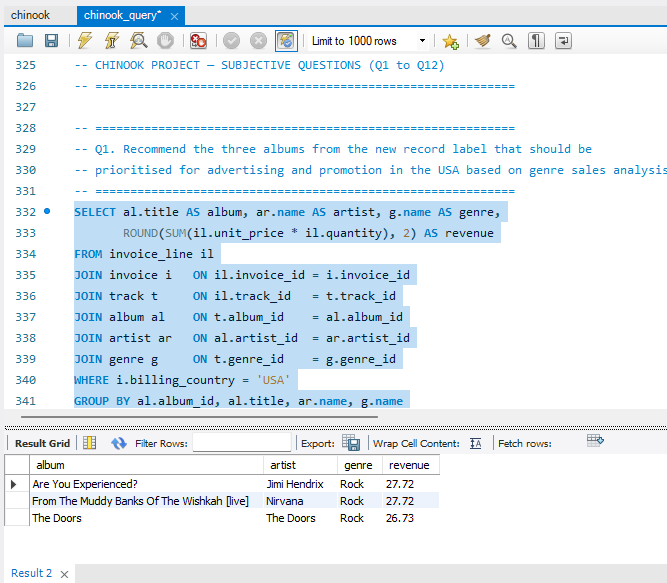 chinook
chinook_query*
Limit to 1000 rows
325 -- CHINOOK PROJECT — SUBJECTIVE QUESTIONS (Q1 to Q12)
326 -- ============================================================
327
328 -- ============================================================
329 -- Q1. Recommend the three albums from the new record label that should be
330 -- prioritised for advertising and promotion in the USA based on genre sales analysis
331 -- ============================================================
332 SELECT al.title AS album, ar.name AS artist, g.name AS genre,
333 ROUND(SUM(il.unit_price * il.quantity), 2) AS revenue
334 FROM invoice_line il
335 JOIN invoice i ON il.invoice_id = i.invoice_id
336 JOIN track t ON il.track_id = t.track_id
337 JOIN album al ON t.album_id = al.album_id
338 JOIN artist ar ON al.artist_id = ar.artist_id
339 JOIN genre g ON t.genre_id = g.genre_id
340 WHERE i.billing_country = 'USA'
341 GROUP BY al.album_id, al.title, ar.name, g.name
Result Grid Filter Rows: Export: Wrap Cell Content: IA Fetch rows:
album artist genre revenue
Are You Experienced? Jimi Hendrix Rock 27.72
From The Muddy Banks Of The Wishkah [live] Nirvana Rock 27.72
The Doors The Doors Rock 26.73
Result 2